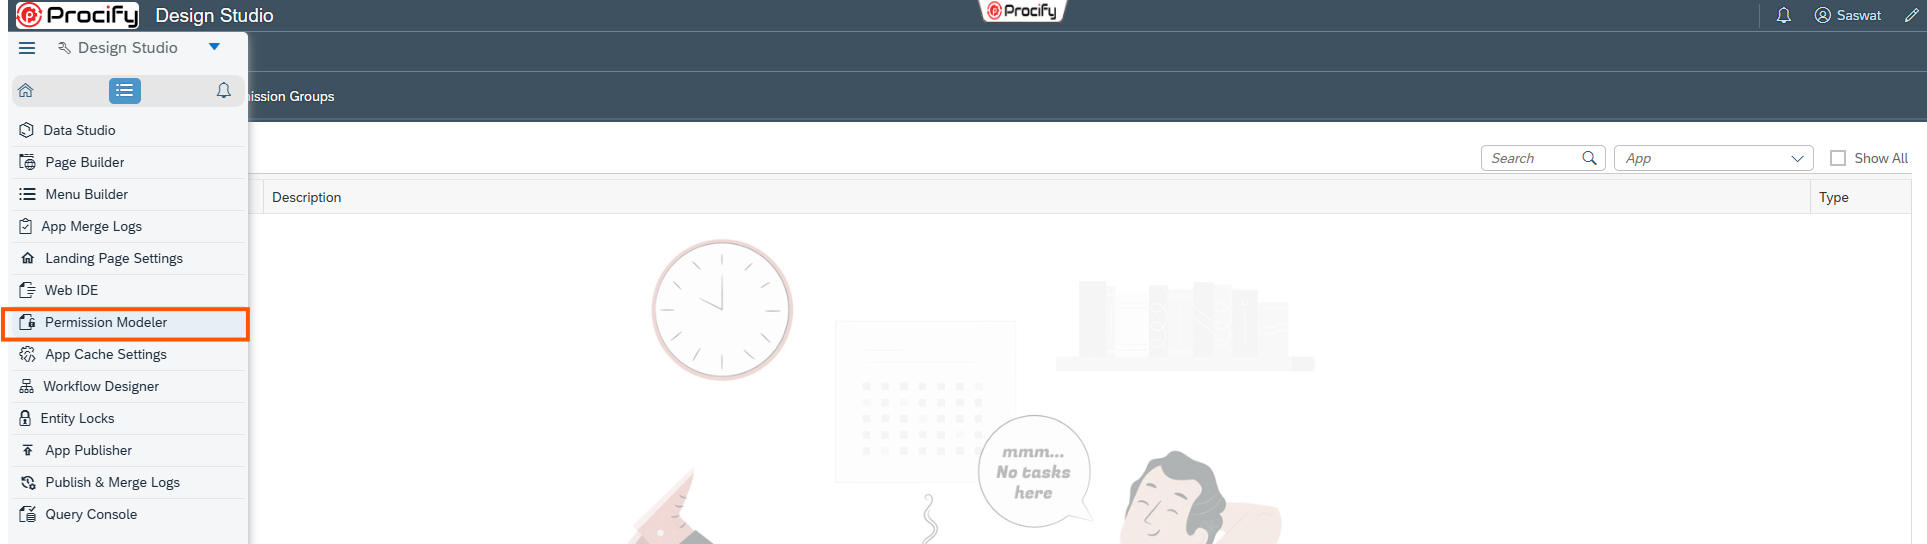 Procify Design Studio Procify Saswat
Design Studio
ission Groups
Data Studio
Page Builder
Search App Show All
Menu Builder
Description Type
App Merge Logs
Landing Page Settings
Web IDE
Permission Modeler
App Cache Settings
Workflow Designer
Entity Locks
App Publisher
Publish & Merge Logs
Query Console
mmm...
No tasks
here